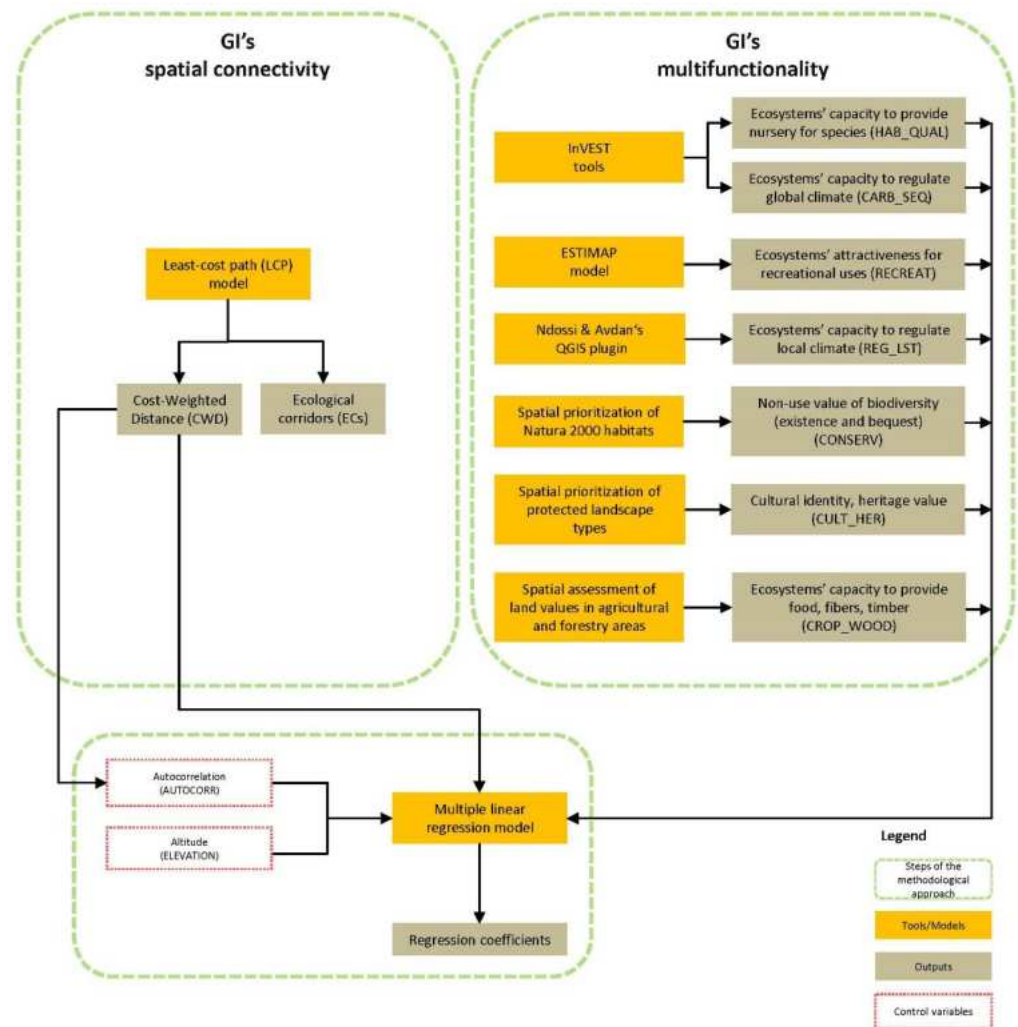 GI's
spatial connectivity
GI's
multifunctionality
Least-cost path (LCP)
model
Cost-Weighted
Distance (CWD)
Ecological
corridors (ECs)
InVEST
tools
Ecosystems' capacity to provide
nursery for species (HAB_QUAL)
Ecosystems' capacity to regulate
global climate (CARB_SEQ)
ESTIMAP
model
Ecosystems' attractiveness for
recreational uses (RECREAT)
Ndossi & Avdan's
QGIS plugin
Ecosystems' capacity to regulate
local climate (REG_LST)
Spatial prioritization of
Natura 2000 habitats
Non-use value of biodiversity
(existence and bequest)
(CONSERV)
Spatial prioritization of
protected landscape
types
Cultural identity, heritage value
(CULT_HER)
Spatial assessment of
land values in agricultural
and forestry areas
Ecosystems' capacity to provide
food, fibers, timber
(CROP_WOOD)
Autocorrelation
(AUTOCORR)
Altitude
(ELEVATION)
Multiple linear
regression model
Regression coefficients
Legend
Steps of the
methodological
approach
Tools/Models
Outputs
Control variables